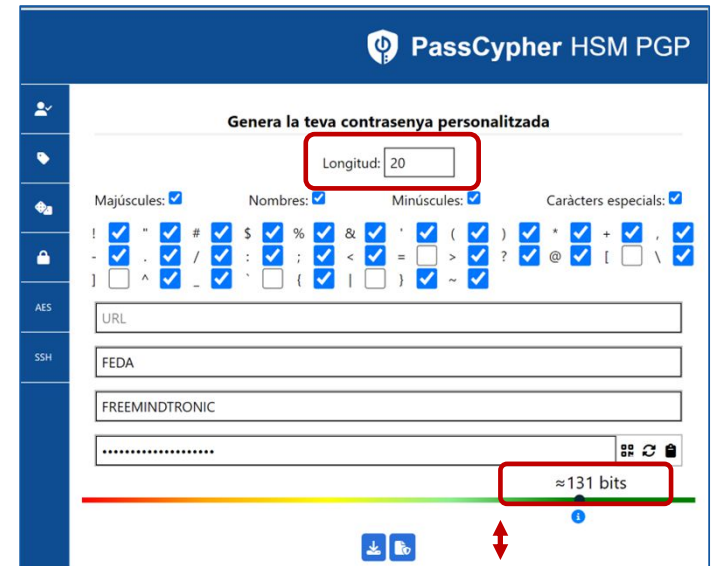 PassCypher HSM PGP
Genera la teva contrasenya personalitzada
Longitud: 20
Majúscules: Nombres: Minúscules: Caràcters especials:
! " # $ % & ' ( ) * + ,
- . / : ; < = > ? @ [ \
] ^ _ ` { | } ~
AES
URL
SSH
FEDA
FREEMINDTRONIC
••••••••••••••••••••
≈131 bits